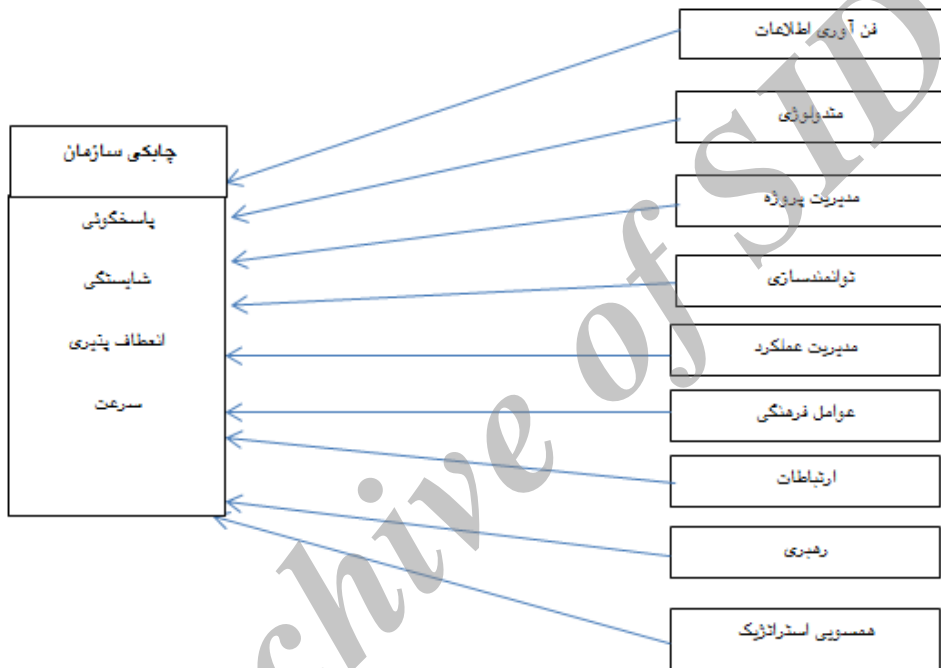 فن آوری اطلاعات
متدولوژی
چابکی سازمان
پاسخگوئی
شایستگی
انعطاف پذیری
سرعت
مدیریت پروژه
توانمندسازی
مدیریت عملکرد
عوامل فرهنگی
ارتباطات
رهبری
همسویی استراتژیک
Archive of SID